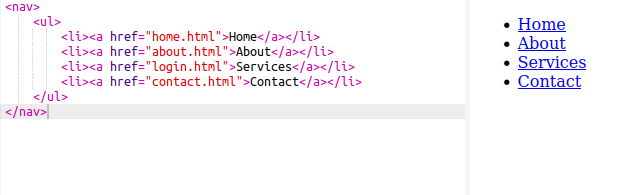 <nav>
<ul>
<li><a href="home.html">Home</a></li>
<li><a href="about.html">About</a></li>
<li><a href="login.html">Services</a></li>
<li><a href="contact.html">Contact</a></li>
</ul>
</nav>
Home
About
Services
Contact